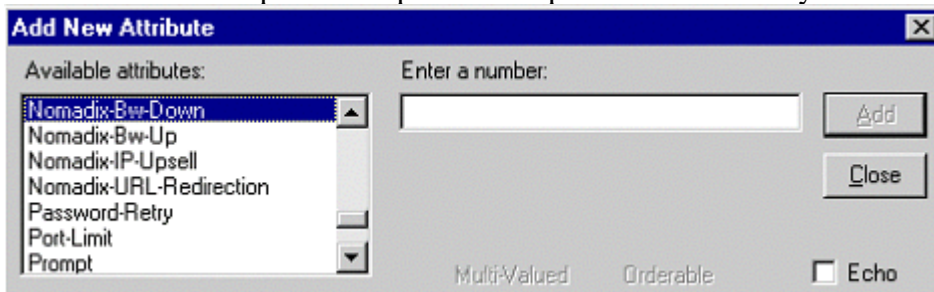 Add New Attribute
Available attributes:
Enter a number:
Nomadix-Bw-Down
Nomadix-Bw-Up
Nomadix-IP-Upsell
Nomadix-URL-Redirection
Password-Retry
Port-Limit
Prompt
Add
Close
Multi-Valued
Orderable
Echo